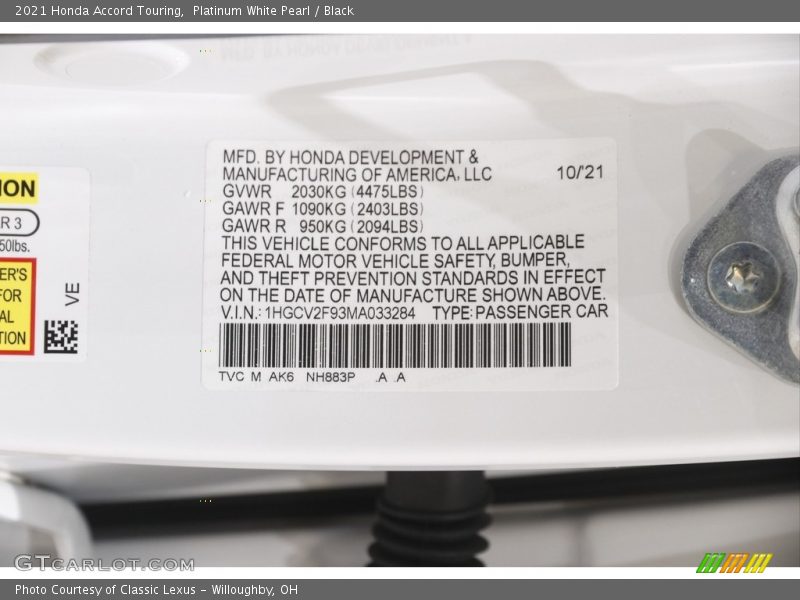 2021 Honda Accord Touring,  Platinum White Pearl / Black
MFD. BY HONDA DEVELOPMENT &
MANUFACTURING OF AMERICA, LLC 10/21
GVWR 2030KG (4475LBS)
GAWR F 1090KG (2403LBS)
GAWR R 950KG (2094LBS)
THIS VEHICLE CONFORMS TO ALL APPLICABLE
FEDERAL MOTOR VEHICLE SAFETY, BUMPER,
AND THEFT PREVENTION STANDARDS IN EFFECT
ON THE DATE OF MANUFACTURE SHOWN ABOVE.
V.I.N.: 1HGCV2F93MA033284 TYPE: PASSENGER CAR
TVC M AK6 NH883P .A .A
ION
R 3
50lbs.
ER'S
FOR
AL
TION
VE
GTCARLOT.COM
Photo Courtesy of Classic Lexus - Willoughby, OH